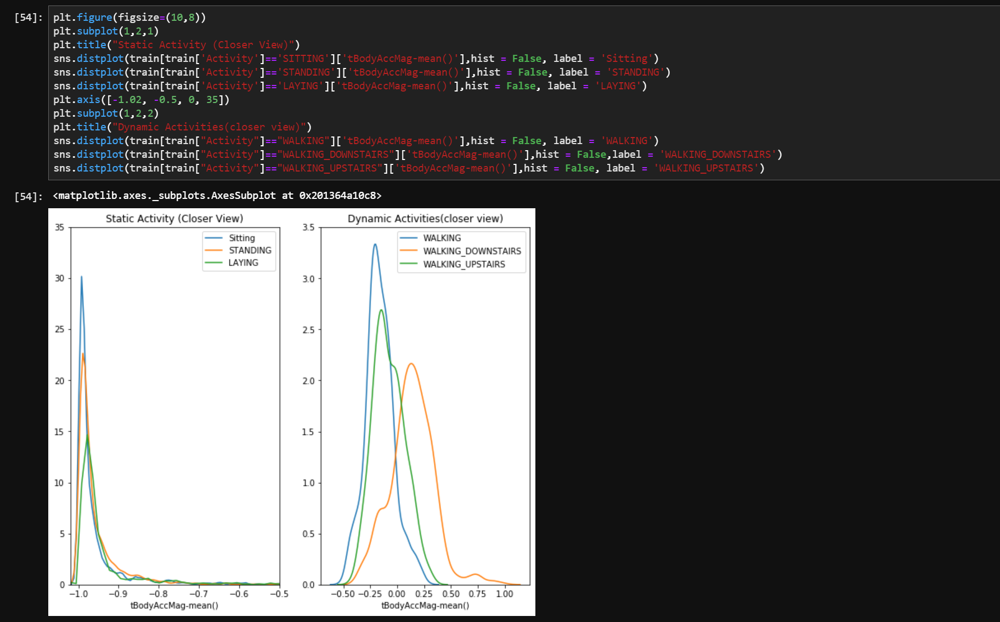 [54]: plt.figure(figsize=(10,8))
plt.subplot(1,2,1)
plt.title("Static Activity (Closer View)")
sns.distplot(train[train['Activity']=='SITTING']['tBodyAccMag-mean()'],hist = False, label = 'Sitting')
sns.distplot(train[train['Activity']=='STANDING']['tBodyAccMag-mean()'],hist = False, label = 'STANDING')
sns.distplot(train[train['Activity']=='LAYING']['tBodyAccMag-mean()'],hist = False, label = 'LAYING')
plt.axis([-1.02, -0.5, 0, 35])
plt.subplot(1,2,2)
plt.title("Dynamic Activities(closer view)")
sns.distplot(train[train["Activity"]=="WALKING"]['tBodyAccMag-mean()'],hist = False, label = 'WALKING')
sns.distplot(train[train["Activity"]=="WALKING_DOWNSTAIRS"]['tBodyAccMag-mean()'],hist = False,label = 'WALKING_DOWNSTAIRS')
sns.distplot(train[train["Activity"]=="WALKING_UPSTAIRS"]['tBodyAccMag-mean()'],hist = False, label = 'WALKING_UPSTAIRS')
[54]: <matplotlib.axes._subplots.AxesSubplot at 0x201364a10c8>
Static Activity (Closer View)
35
30
25
20
15
10
5
0
Sitting
STANDING
LAYING
−1.0 −0.9 −0.8 −0.7 −0.6 −0.5
tBodyAccMag-mean()
Dynamic Activities(closer view)
3.5
3.0
2.5
2.0
1.5
1.0
0.5
0.0
WALKING
WALKING_DOWNSTAIRS
WALKING_UPSTAIRS
−0.50 −0.25 0.00 0.25 0.50 0.75 1.00
tBodyAccMag-mean()